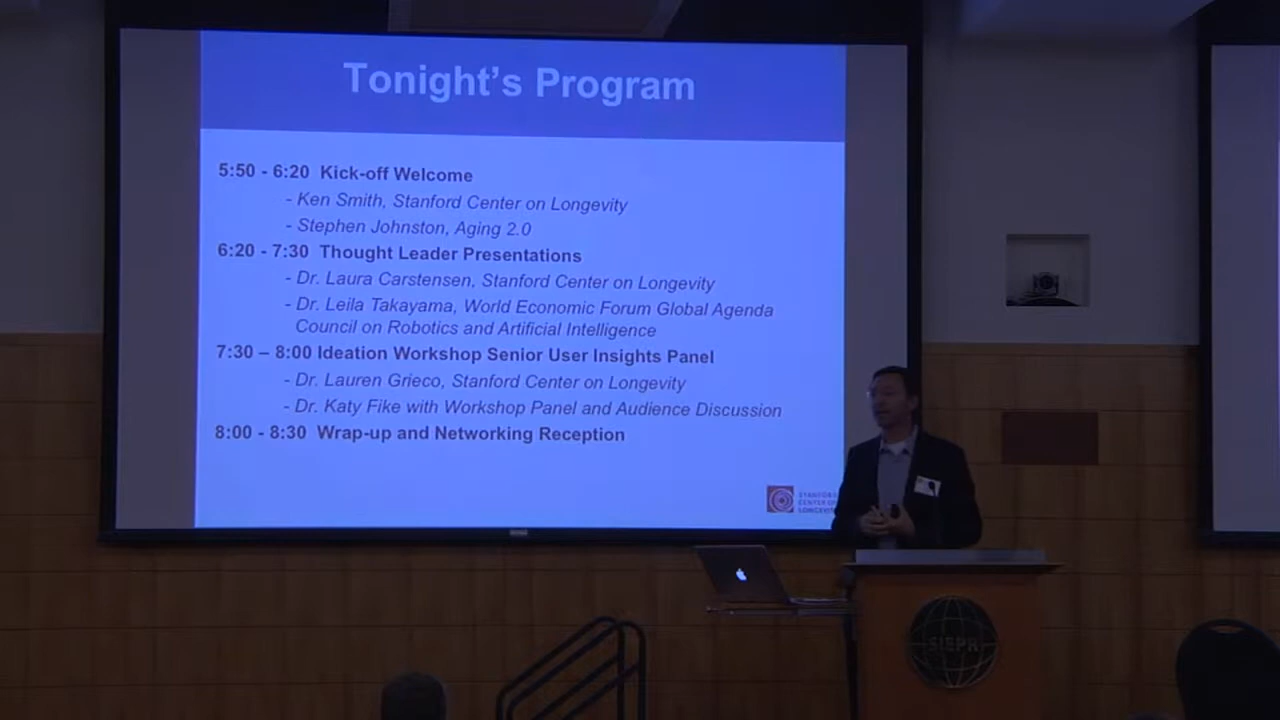 Tonight's Program
5:50 - 6:20 Kick-off Welcome
- Ken Smith, Stanford Center on Longevity
- Stephen Johnston, Aging 2.0
6:20 - 7:30 Thought Leader Presentations
- Dr. Laura Carstensen, Stanford Center on Longevity
- Dr. Leila Takayama, World Economic Forum Global Agenda
Council on Robotics and Artificial Intelligence
7:30 – 8:00 Ideation Workshop Senior User Insights Panel
- Dr. Lauren Grieco, Stanford Center on Longevity
- Dr. Katy Fike with Workshop Panel and Audience Discussion
8:00 - 8:30 Wrap-up and Networking Reception
STANFORD
CENTER ON
LONGEVITY
SIEPR